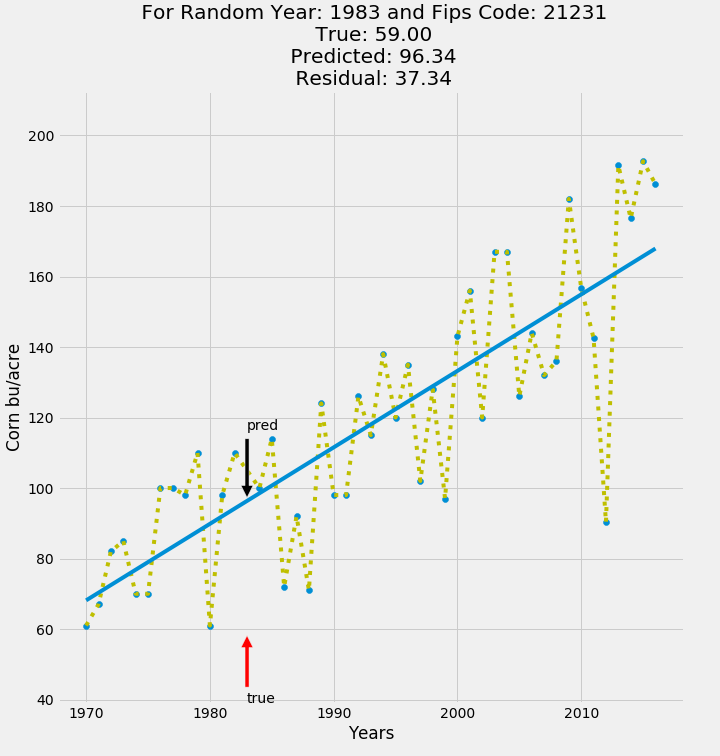 For Random Year: 1983 and Fips Code: 21231
True: 59.00
Predicted: 96.34
Residual: 37.34
200
180
160
140
120
100
80
60
40
Corn bu/acre
pred
true
1970 1980 1990 2000 2010
Years